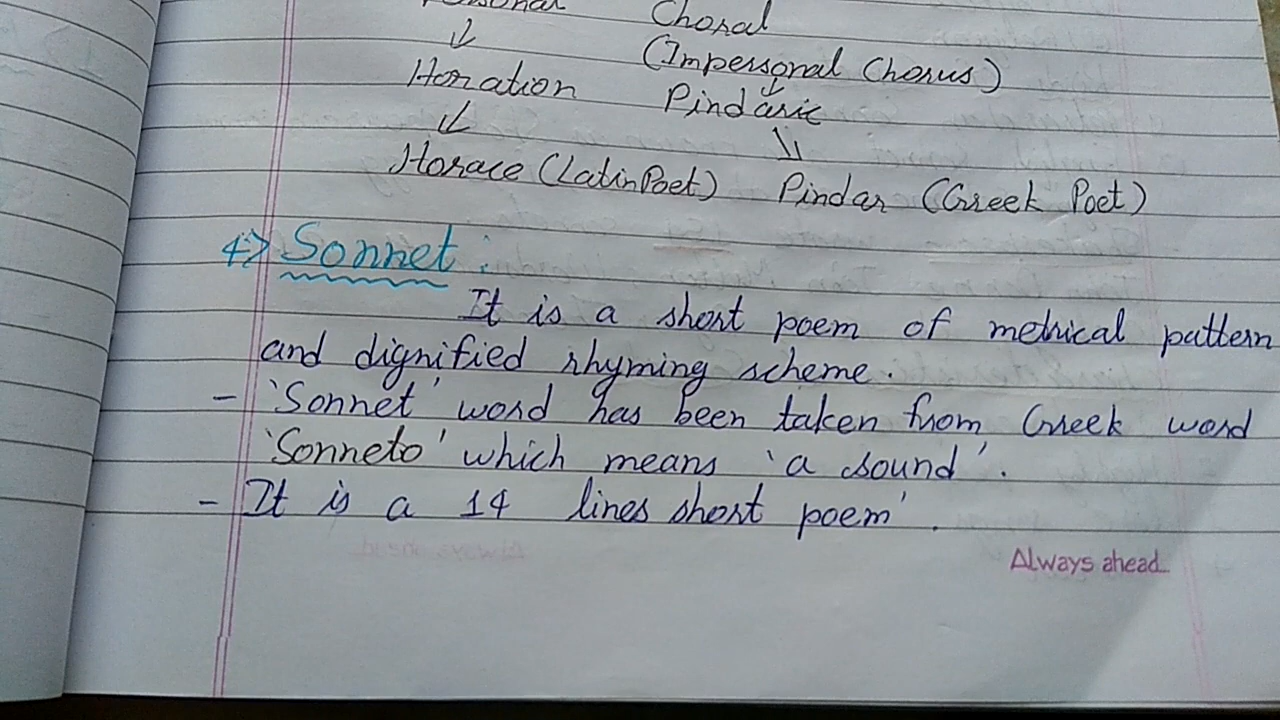 Personal Choral
(Impersonal Chorus)
Horation Pindaric
Horace (Latin Poet) Pindar (Greek Poet)
4) Sonnet :
It is a short poem of metrical pattern
and dignified rhyming scheme.
- 'Sonnet' word has been taken from Greek word
'Sonneto' which means 'a sound'.
- It is a 14 lines short poem'.
Always ahead...